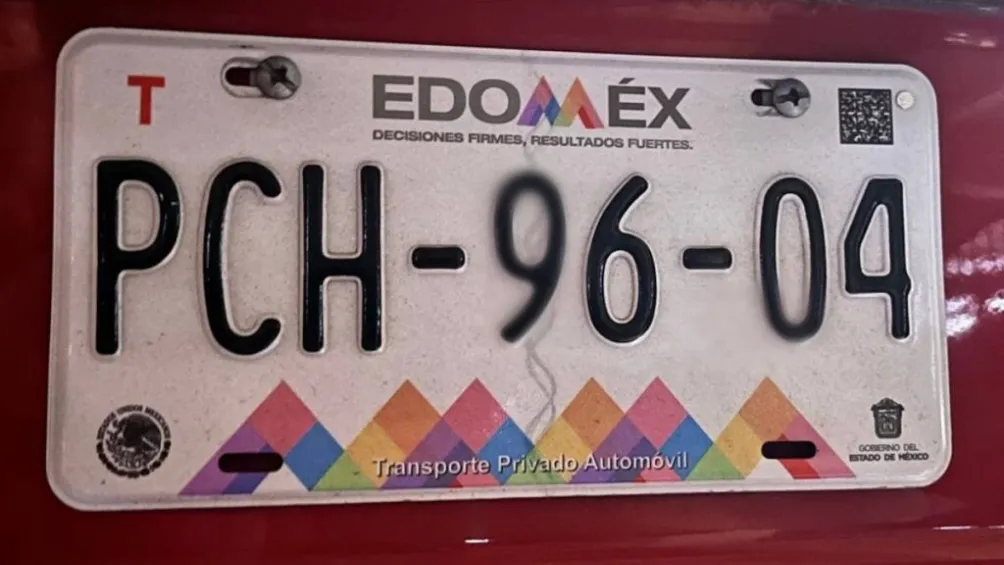 T
EDOMÉX
DECISIONES FIRMES, RESULTADOS FUERTES.
PCH-96-04
Transporte Privado Automóvil
GOBIERNO DEL
ESTADO DE MÉXICO